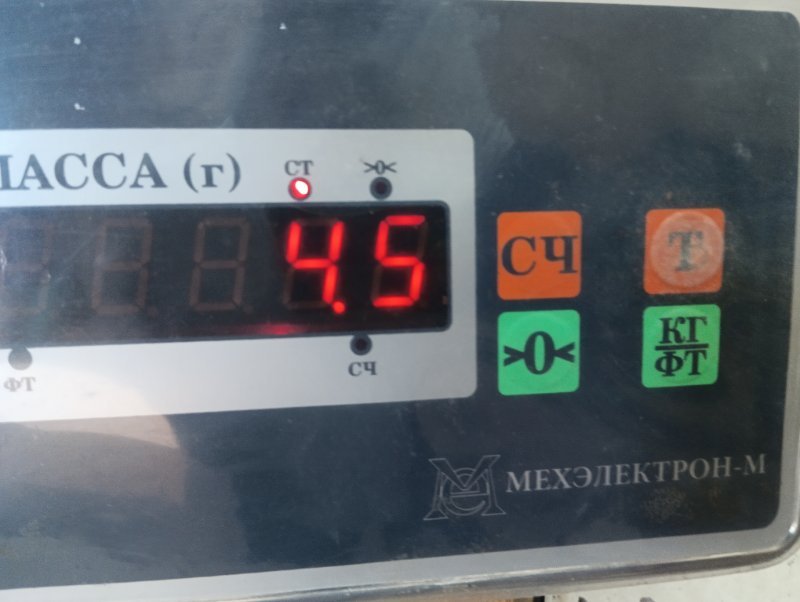 МАССА (г)
СТ >0<
4.5
ФТ СЧ
СЧ Т
>0< КГ
ФТ
МЕХЭЛЕКТРОН-М